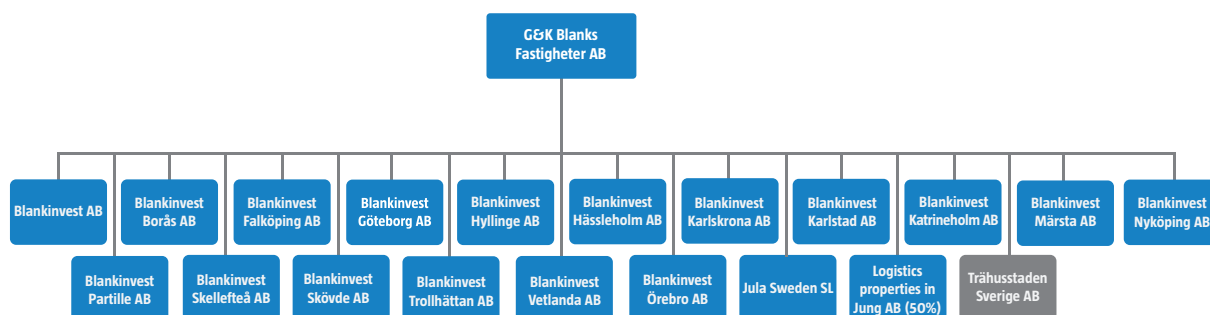 G&K Blanks
Fastigheter AB
Blankinvest AB
Blankinvest
Borås AB
Blankinvest
Falköping AB
Blankinvest
Göteborg AB
Blankinvest
Hyllinge AB
Blankinvest
Hässleholm AB
Blankinvest
Karlskrona AB
Blankinvest
Karlstad AB
Blankinvest
Katrineholm AB
Blankinvest
Märsta AB
Blankinvest
Nyköping AB
Blankinvest
Partille AB
Blankinvest
Skellefteå AB
Blankinvest
Skövde AB
Blankinvest
Trollhättan AB
Blankinvest
Vetlanda AB
Blankinvest
Örebro AB
Jula Sweden SL
Logistics
properties in
Jung AB (50%)
Trähusstaden
Sverige AB